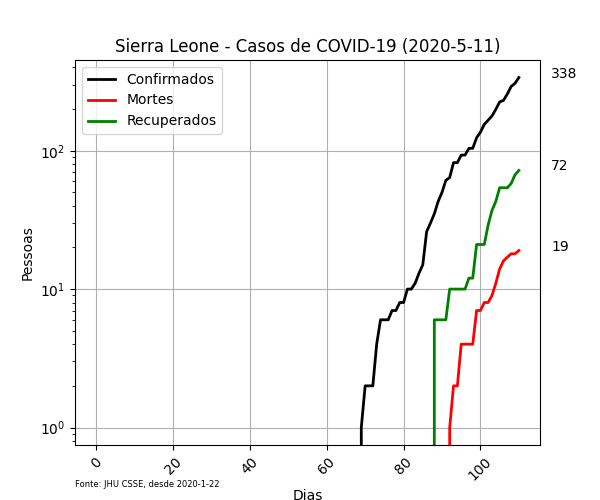 Sierra Leone - Casos de COVID-19 (2020-5-11)
Confirmados
Mortes
Recuperados
338
72
19
Pessoas
10²
10¹
10⁰
0
20
40
60
80
100
Fonte: JHU CSSE, desde 2020-1-22
Dias